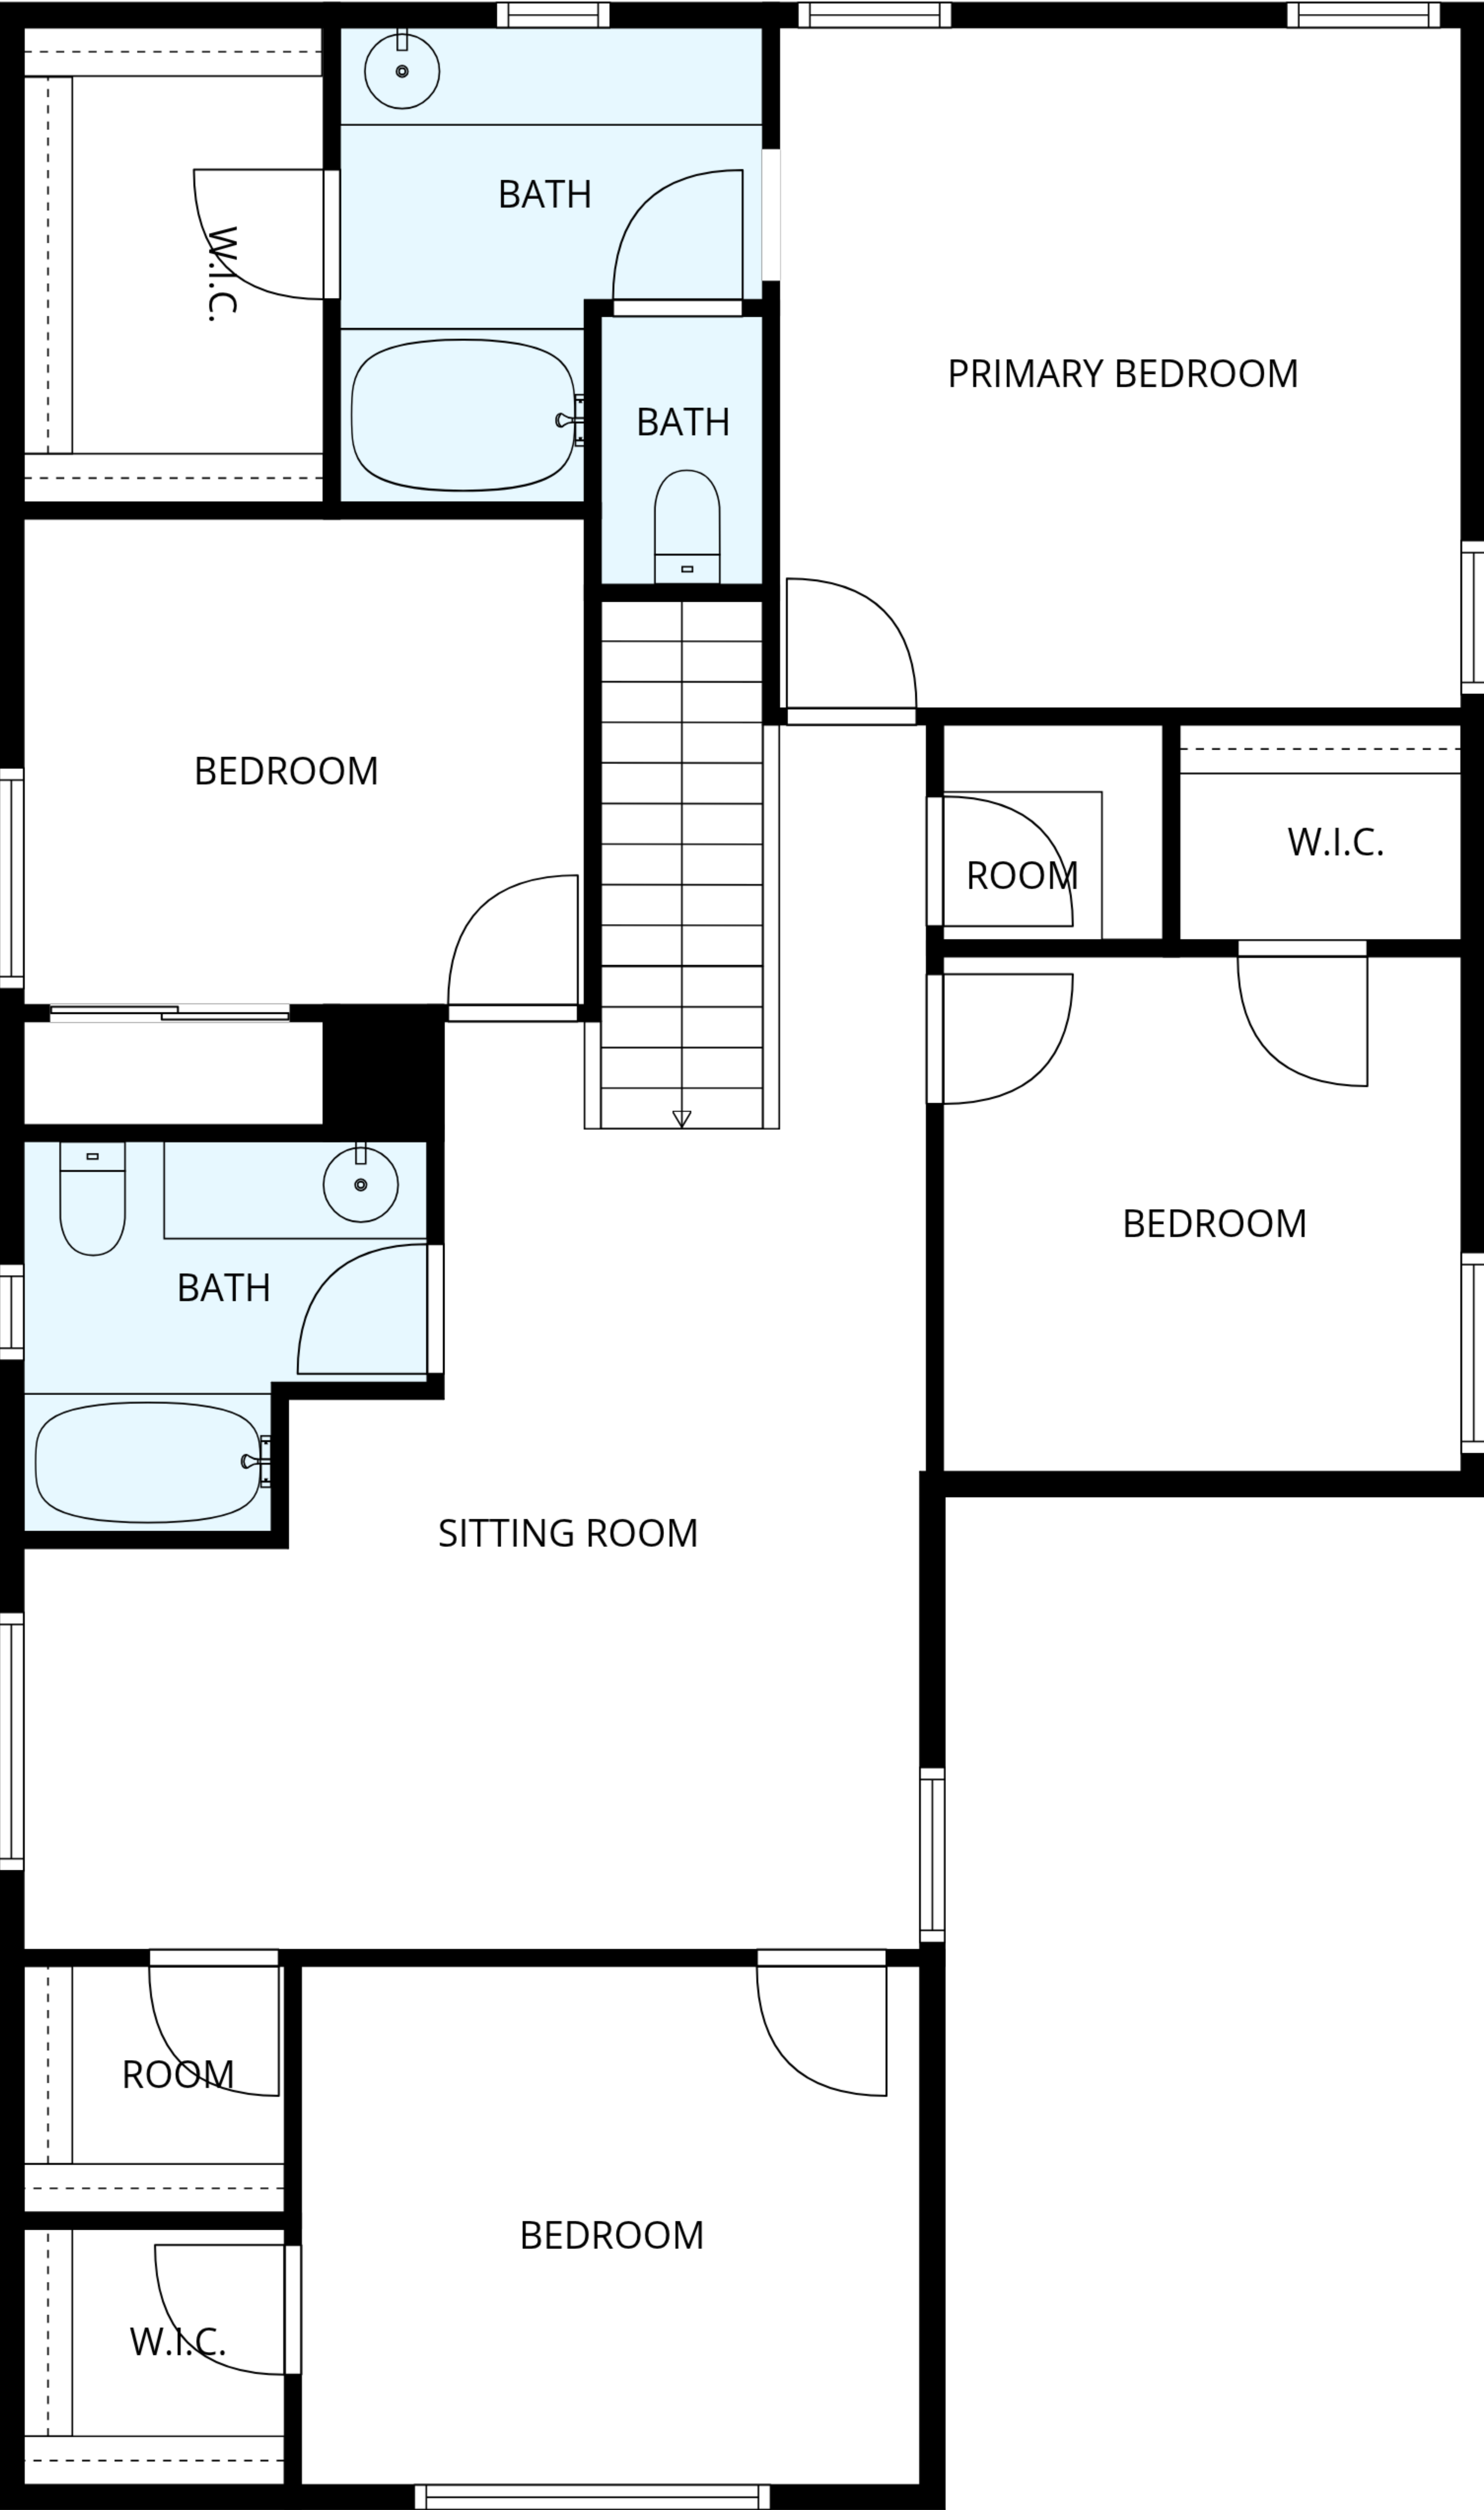 BATH
W.I.C.
PRIMARY BEDROOM
BATH
BEDROOM
W.I.C.
ROOM
BEDROOM
BATH
SITTING ROOM
ROOM
BEDROOM
W.I.C.